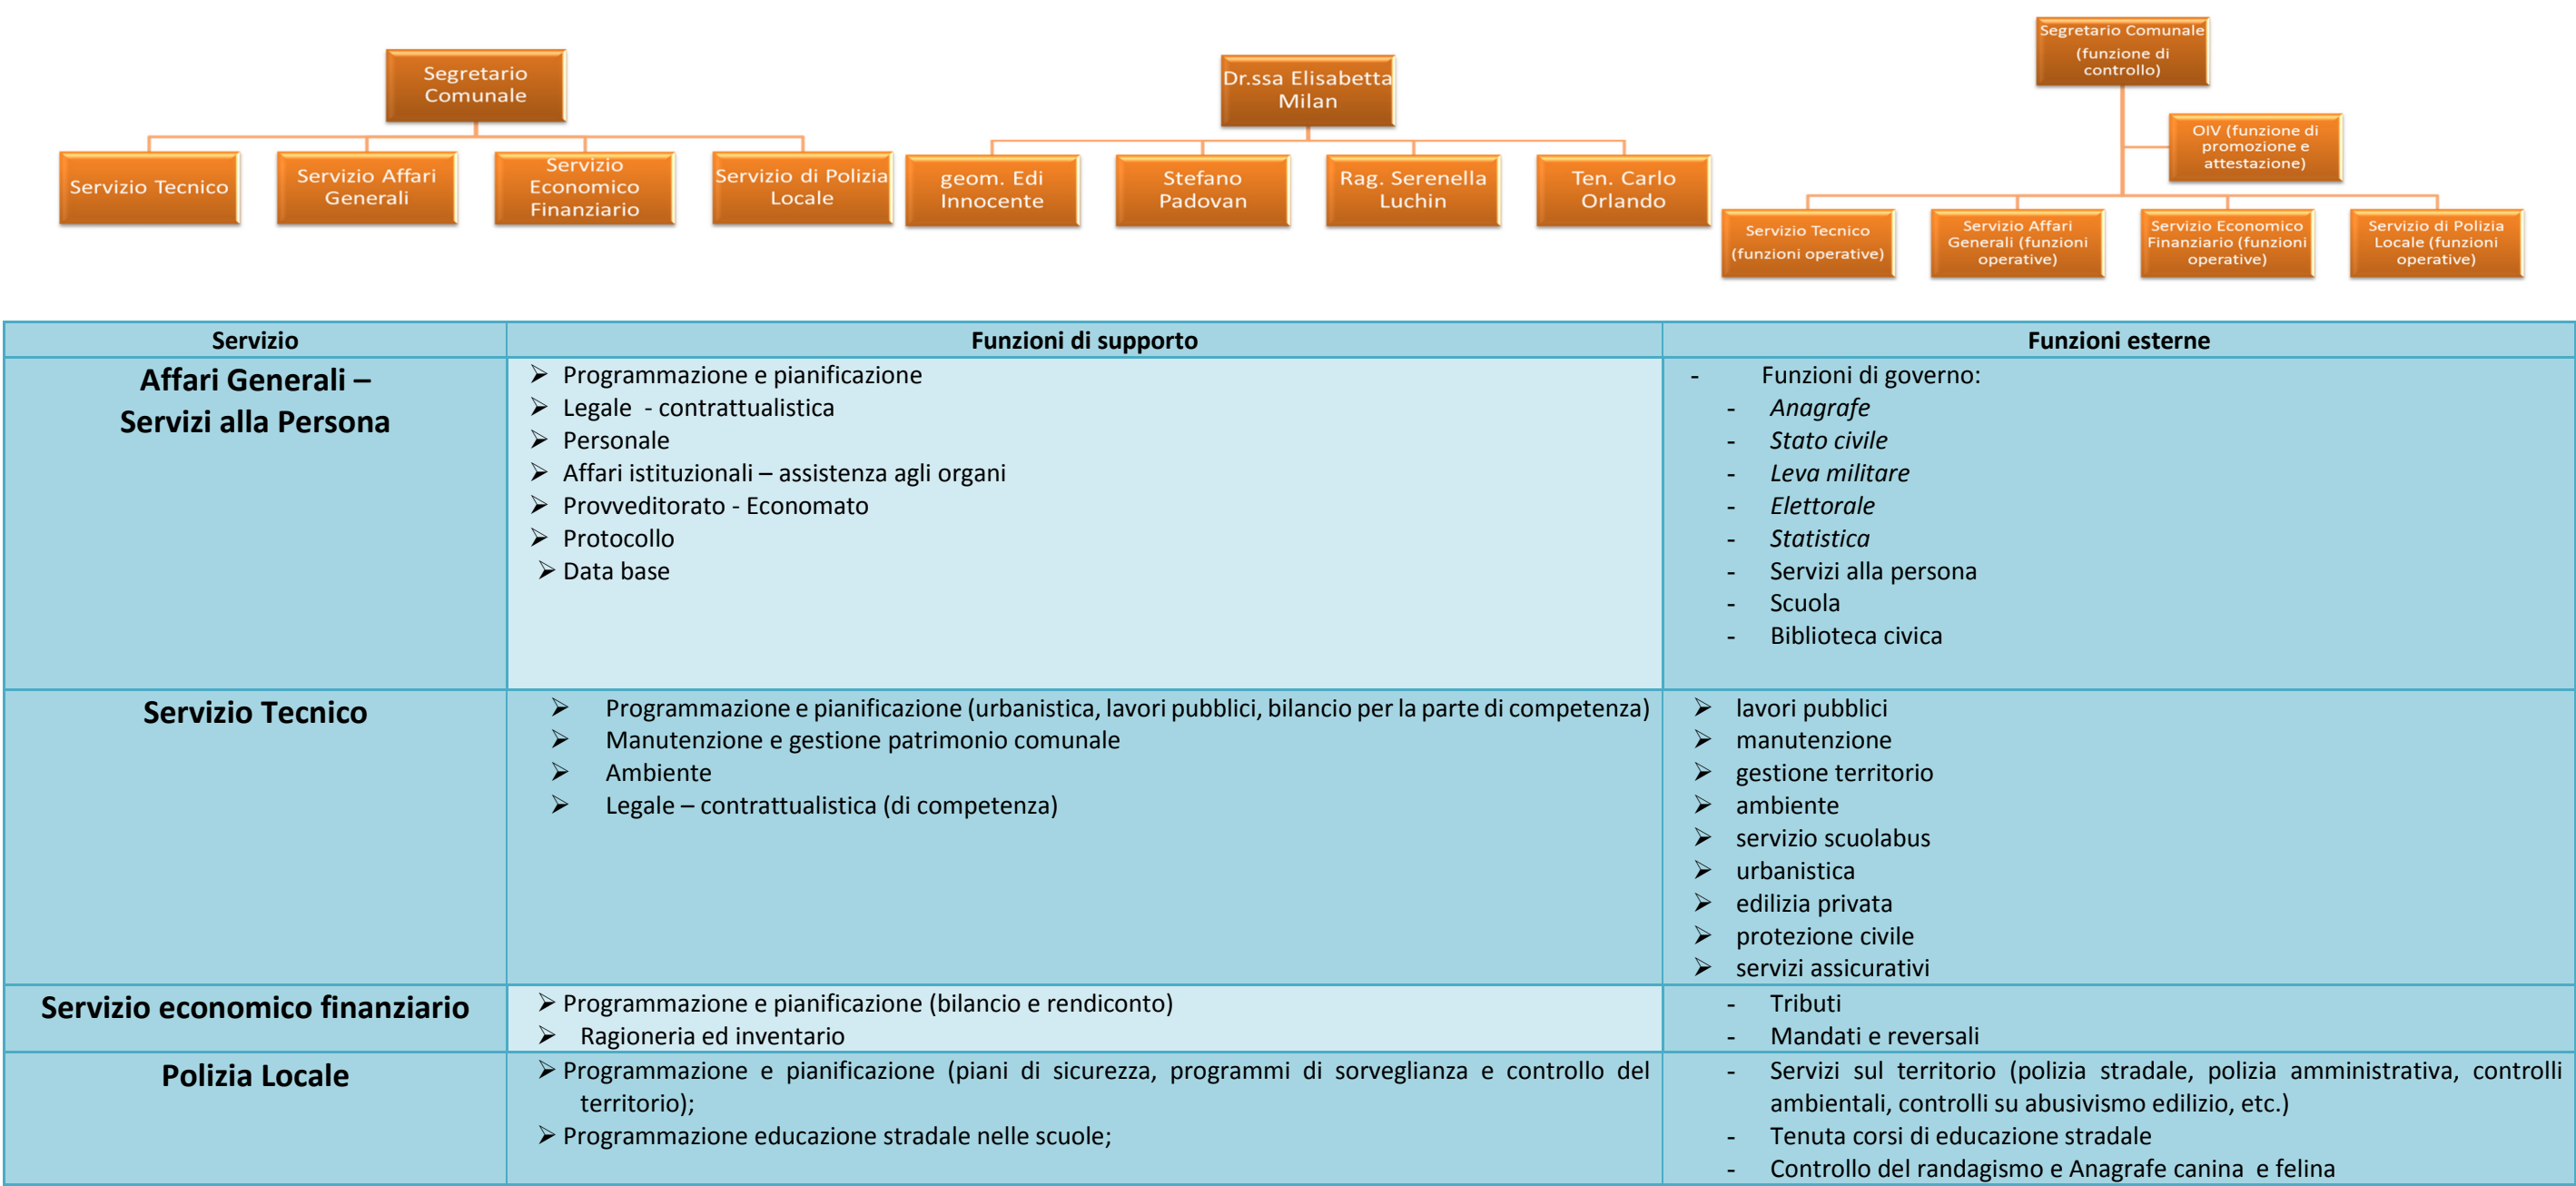 Segretario
Comunale
Servizio Tecnico
Servizio Affari
Generali
Servizio
Economico
Finanziario
Servizio di Polizia
Locale
Dr.ssa Elisabetta
Milan
geom. Edi
Innocente
Stefano
Padovan
Rag. Serenella
Luchin
Ten. Carlo
Orlando
Segretario Comunale
(funzione di
controllo)
OIV (funzione di
promozione e
attestazione)
Servizio Tecnico
(funzioni operative)
Servizio Affari
Generali (funzioni
operative)
Servizio Economico
Finanziario (funzioni
operative)
Servizio di Polizia
Locale (funzioni
operative)
Servizio
Funzioni di supporto
Funzioni esterne
Affari Generali –
Servizi alla Persona
➢ Programmazione e pianificazione
➢ Legale - contrattualistica
➢ Personale
➢ Affari istituzionali – assistenza agli organi
➢ Provveditorato - Economato
➢ Protocollo
➢ Data base
- Funzioni di governo:
- Anagrafe
- Stato civile
- Leva militare
- Elettorale
- Statistica
- Servizi alla persona
- Scuola
- Biblioteca civica
Servizio Tecnico
➢ Programmazione e pianificazione (urbanistica, lavori pubblici, bilancio per la parte di competenza)
➢ Manutenzione e gestione patrimonio comunale
➢ Ambiente
➢ Legale – contrattualistica (di competenza)
➢ lavori pubblici
➢ manutenzione
➢ gestione territorio
➢ ambiente
➢ servizio scuolabus
➢ urbanistica
➢ edilizia privata
➢ protezione civile
➢ servizi assicurativi
Servizio economico finanziario
➢ Programmazione e pianificazione (bilancio e rendiconto)
➢ Ragioneria ed inventario
- Tributi
- Mandati e reversali
Polizia Locale
➢ Programmazione e pianificazione (piani di sicurezza, programmi di sorveglianza e controllo del
territorio);
➢ Programmazione educazione stradale nelle scuole;
- Servizi sul territorio (polizia stradale, polizia amministrativa, controlli
ambientali, controlli su abusivismo edilizio, etc.)
- Tenuta corsi di educazione stradale
- Controllo del randagismo e Anagrafe canina e felina